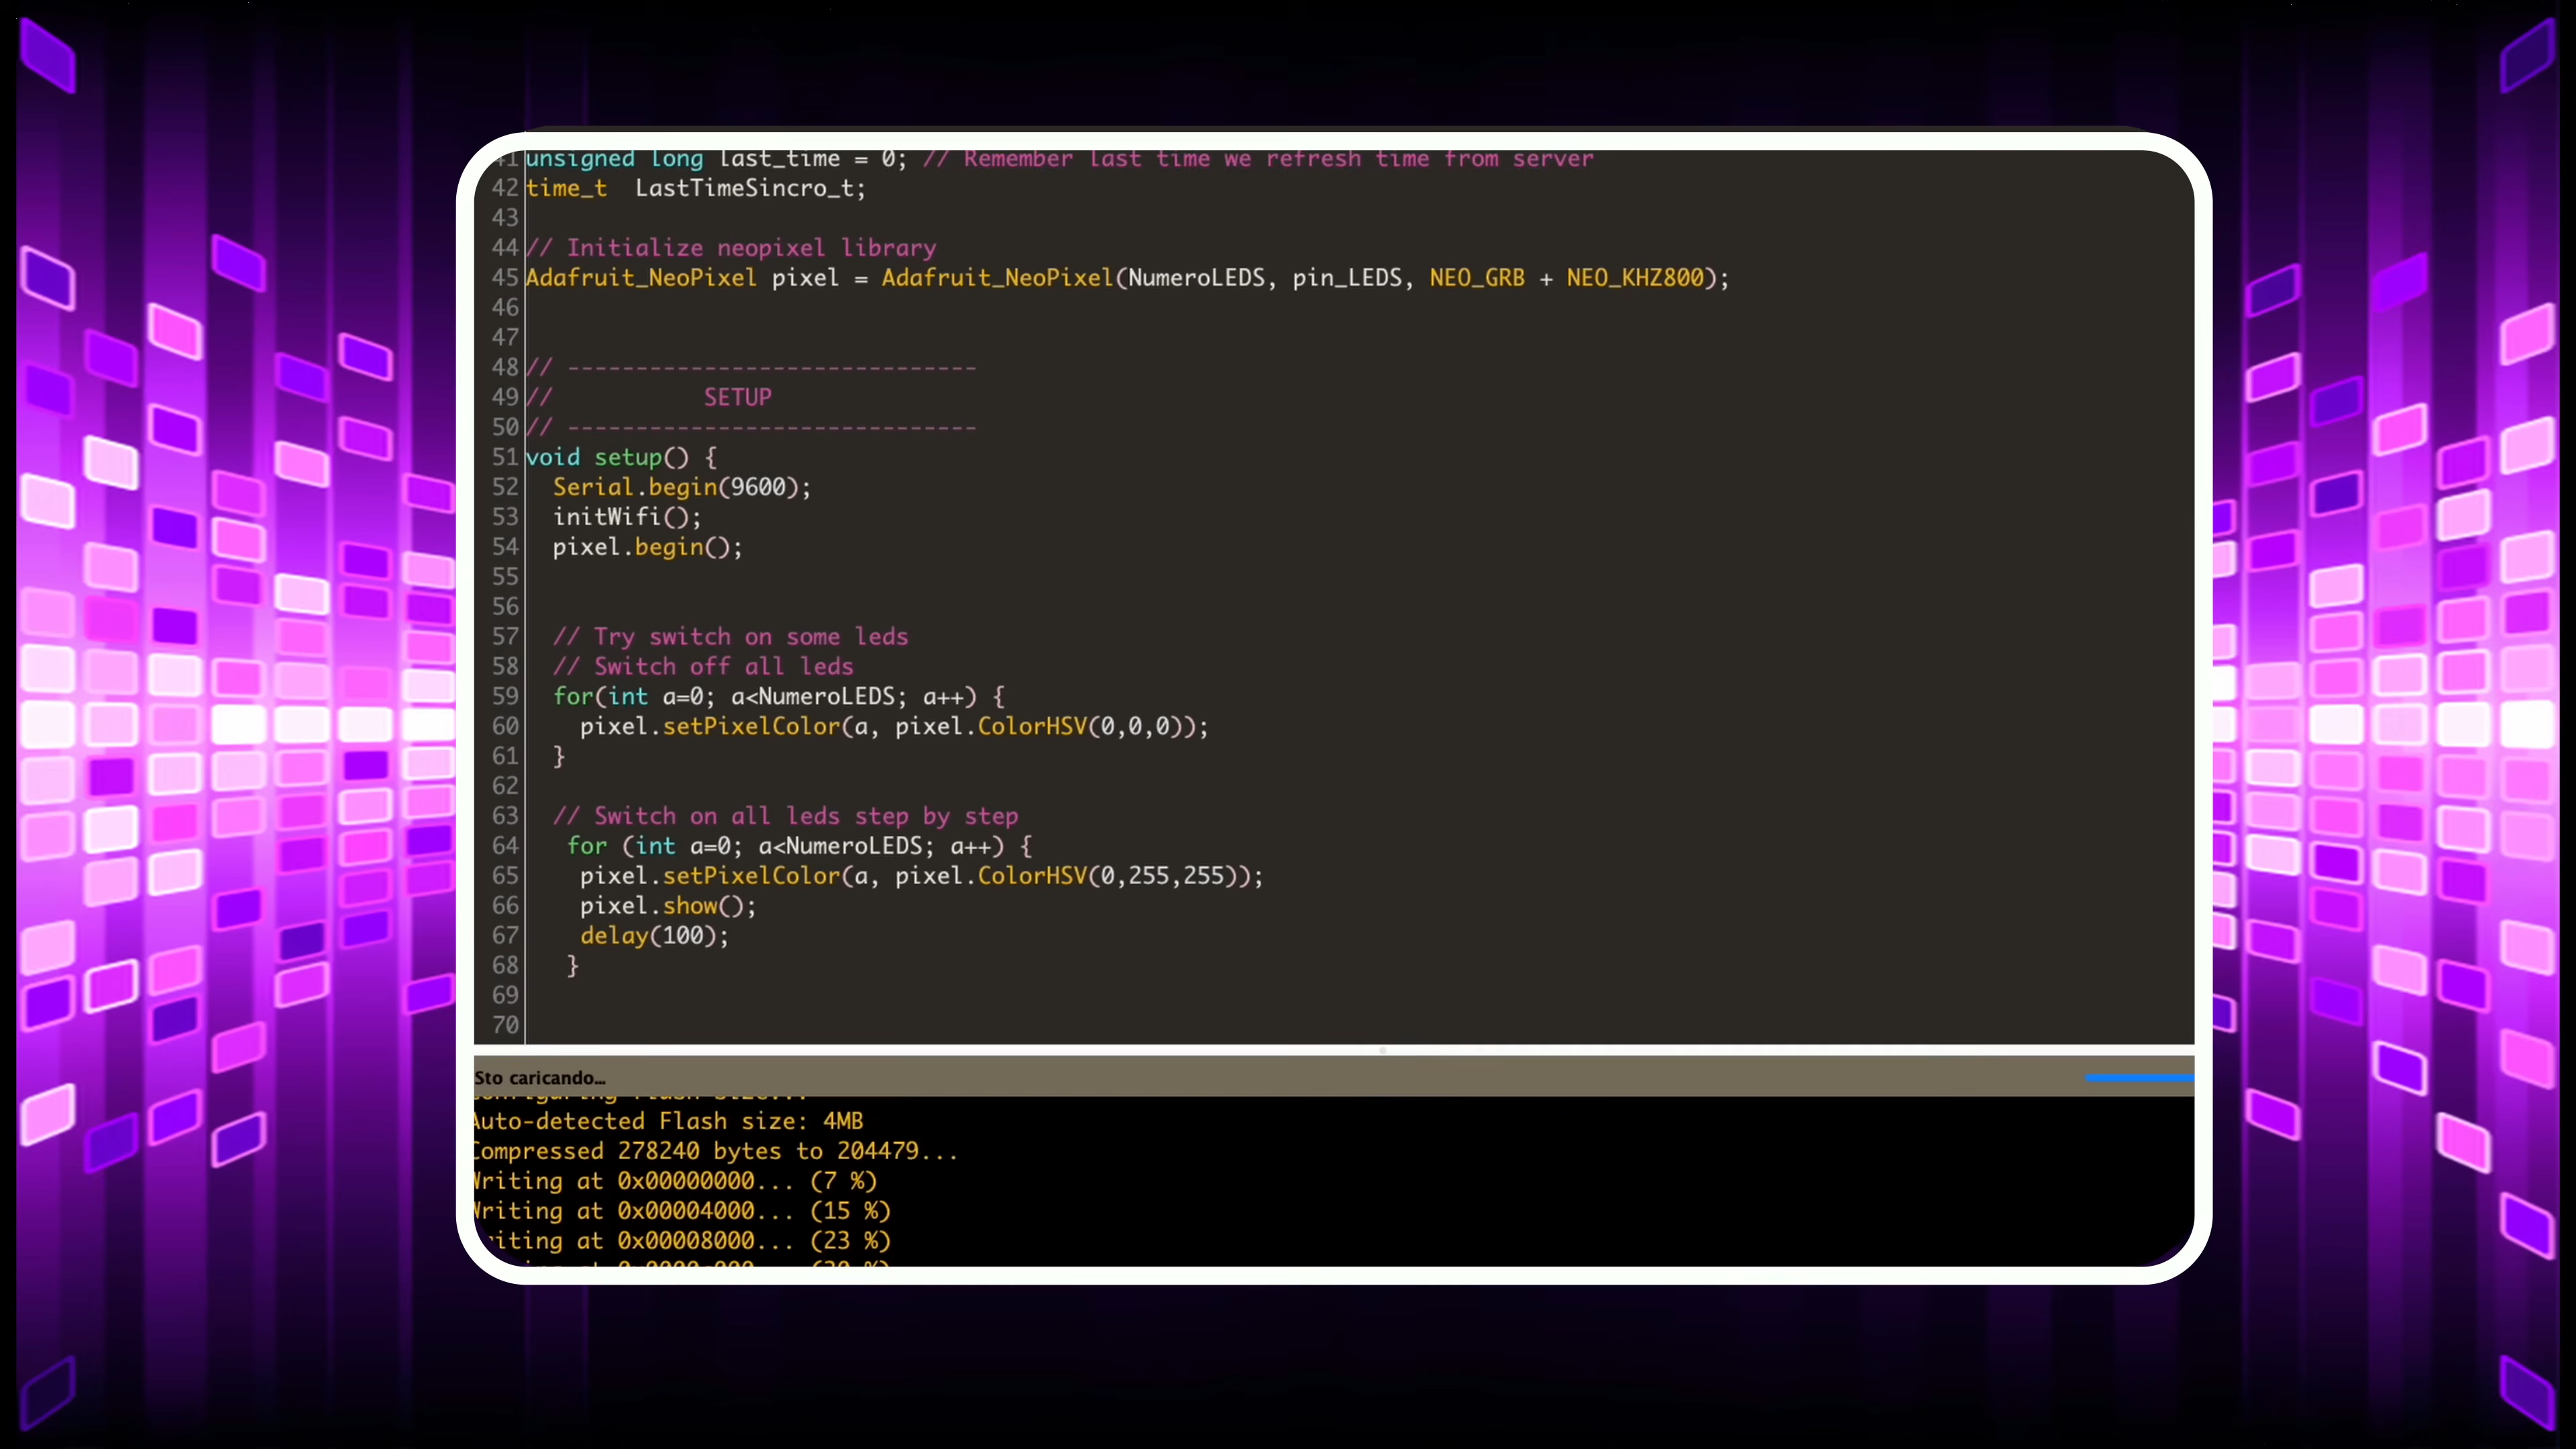 41 unsigned long last_time = 0; // Remember last time we refresh time from server
42 time_t  LastTimeSincro_t;
43
44 // Initialize neopixel library
45 Adafruit_NeoPixel pixel = Adafruit_NeoPixel(NumeroLEDS, pin_LEDS, NEO_GRB + NEO_KHZ800);
46
47
48 // ------------------------------
49 //           SETUP
50 // ------------------------------
51 void setup() {
52   Serial.begin(9600);
53   initWifi();
54   pixel.begin();
55
56
57   // Try switch on some leds
58   // Switch off all leds
59   for(int a=0; a<NumeroLEDS; a++) {
60     pixel.setPixelColor(a, pixel.ColorHSV(0,0,0));
61   }
62
63   // Switch on all leds step by step
64    for (int a=0; a<NumeroLEDS; a++) {
65     pixel.setPixelColor(a, pixel.ColorHSV(0,255,255));
66     pixel.show();
67     delay(100);
68    }
69
70
Sto caricando...
Auto-detected Flash size: 4MB
Compressed 278240 bytes to 204479...
Writing at 0x00000000... (7 %)
Writing at 0x00004000... (15 %)
Writing at 0x00008000... (23 %)